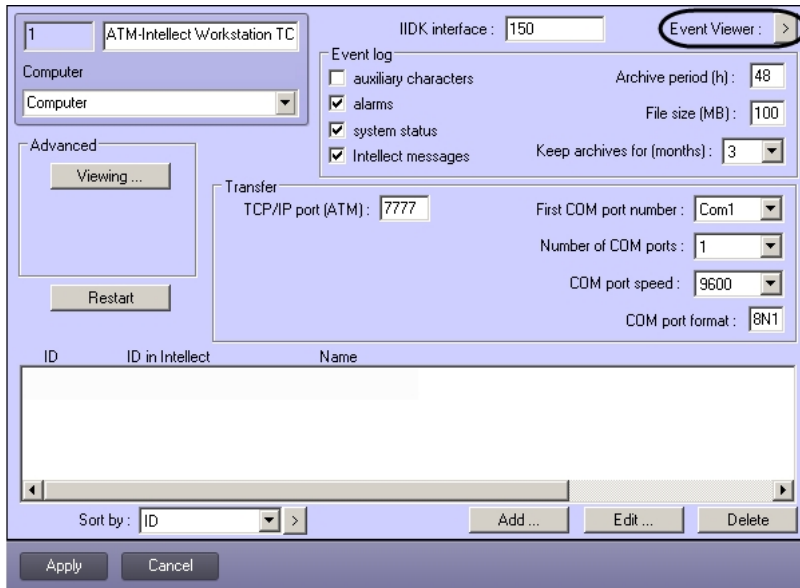 1 ATM-Intellect Workstation TC
IIDK interface : 150
Event Viewer : >
Computer
Computer
Event log
auxiliary characters
alarms
system status
Intellect messages
Archive period (h) : 48
File size (MB) : 100
Keep archives for (months) : 3
Advanced
Viewing ...
Restart
Transfer
TCP/IP port (ATM) : 7777
First COM port number : Com1
Number of COM ports : 1
COM port speed : 9600
COM port format : 8N1
ID ID in Intellect Name
Sort by : ID >
Add ... Edit ... Delete
Apply Cancel